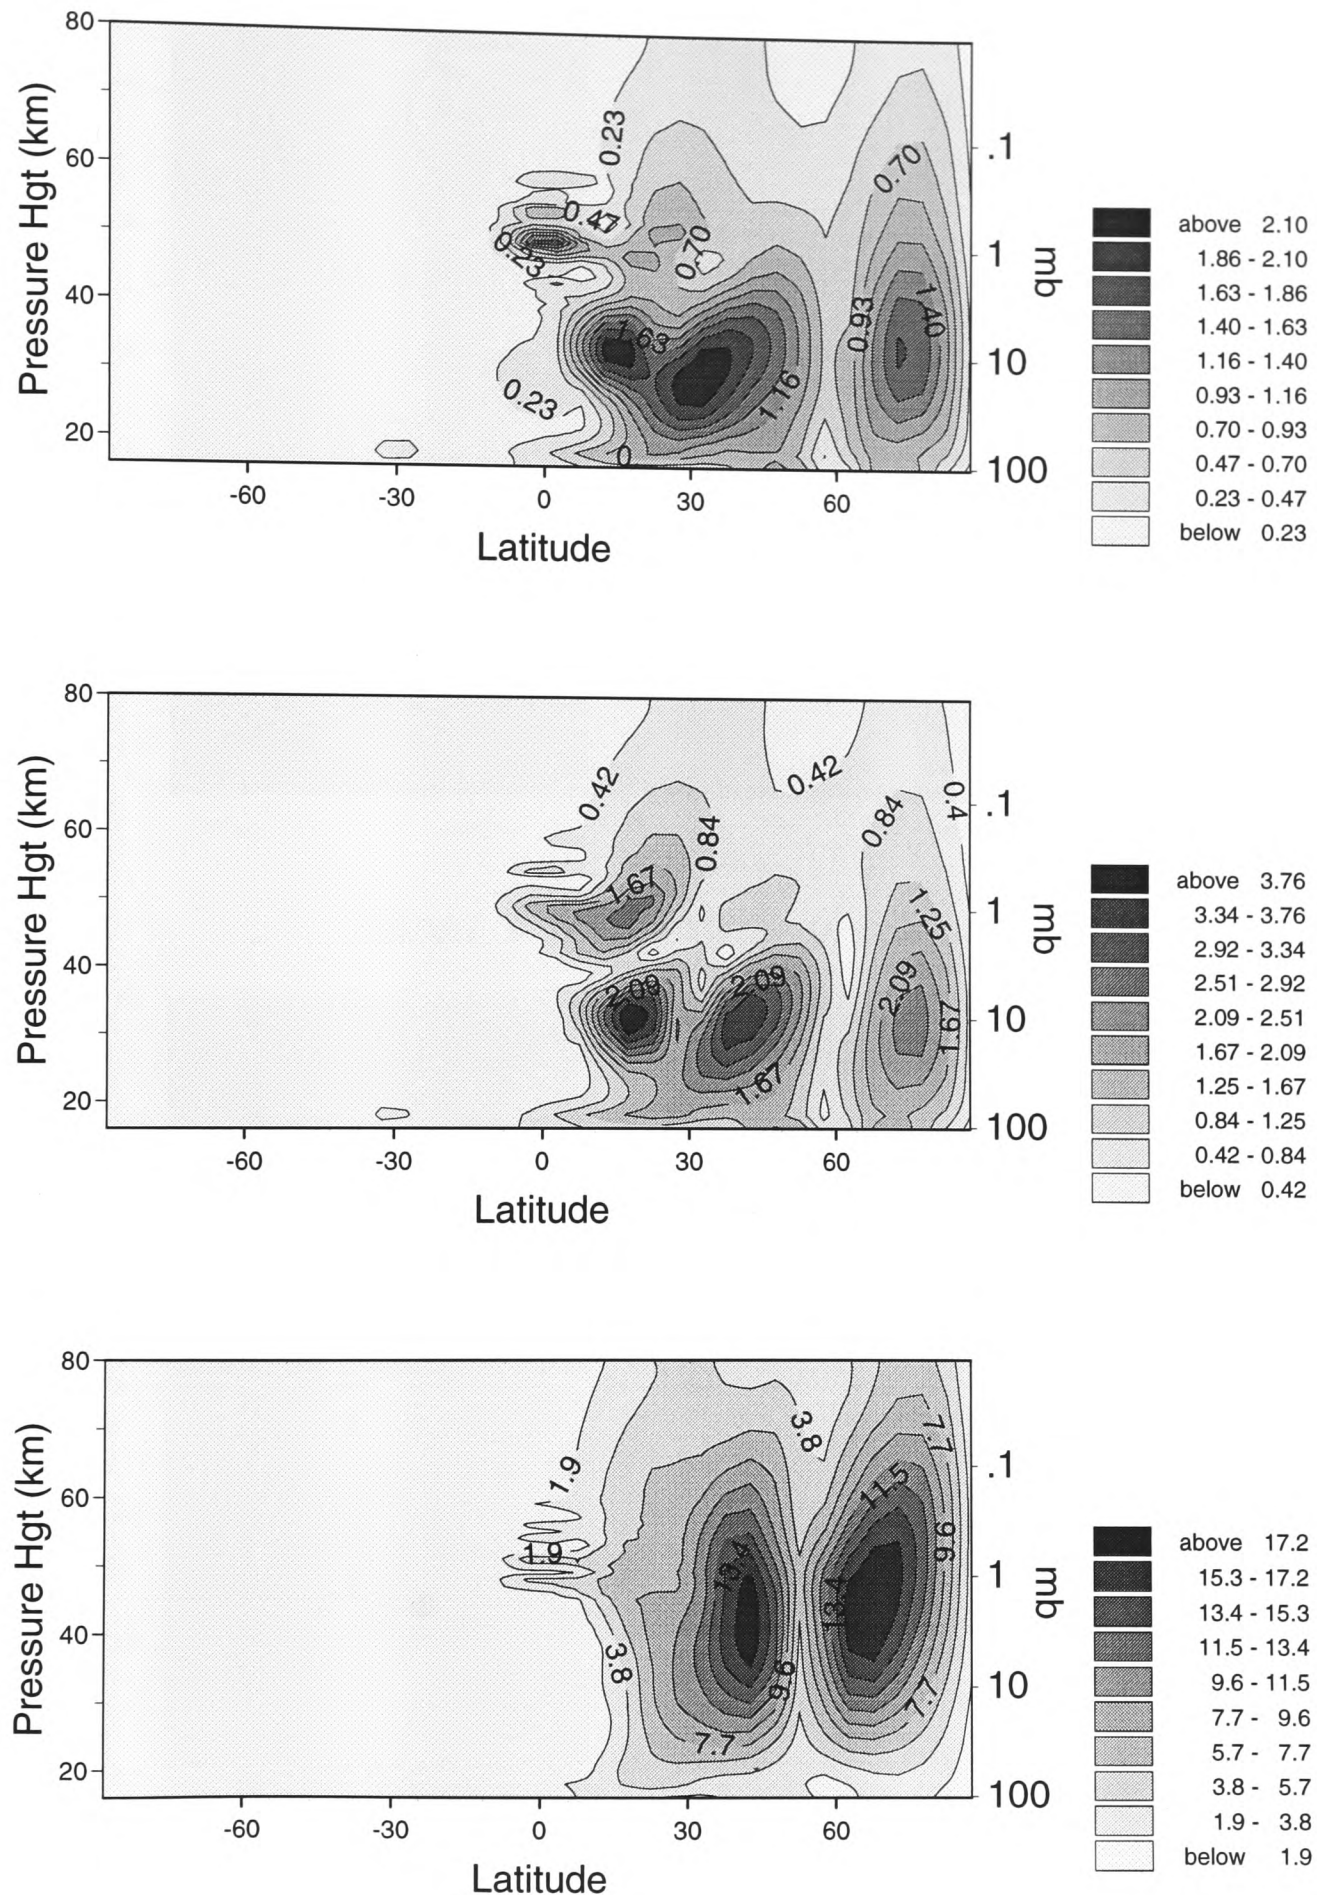 80
60
40
20
Pressure Hgt (km)
0.23
0.47
0.23
0.70
0.70
1.63
0.93
1.40
0.23
1.16
0
.1
1
10
100
mb
-60 -30 0 30 60
Latitude
above 2.10
1.86 - 2.10
1.63 - 1.86
1.40 - 1.63
1.16 - 1.40
0.93 - 1.16
0.70 - 0.93
0.47 - 0.70
0.23 - 0.47
below 0.23
80
60
40
20
Pressure Hgt (km)
0.42
0.42
0.84
0.84
0.4
1.67
1.25
2.09
2.09
2.09
1.67
1.67
.1
1
10
100
mb
-60 -30 0 30 60
Latitude
above 3.76
3.34 - 3.76
2.92 - 3.34
2.51 - 2.92
2.09 - 2.51
1.67 - 2.09
1.25 - 1.67
0.84 - 1.25
0.42 - 0.84
below 0.42
80
60
40
20
Pressure Hgt (km)
1.9
3.8
7.7
11.5
1.9
13.4
13.4
9.6
3.8
9.6
7.7
7.7
.1
1
10
100
mb
-60 -30 0 30 60
Latitude
above 17.2
15.3 - 17.2
13.4 - 15.3
11.5 - 13.4
9.6 - 11.5
7.7 - 9.6
5.7 - 7.7
3.8 - 5.7
1.9 - 3.8
below 1.9